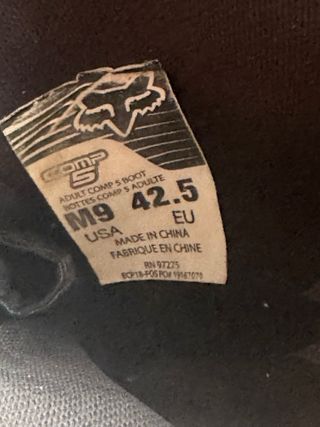 COMP
5
ADULT COMP 5 BOOT
BOTTES COMP 5 ADULTE
M9 42.5
USA EU
MADE IN CHINA
FABRIQUE EN CHINE
RN 97225